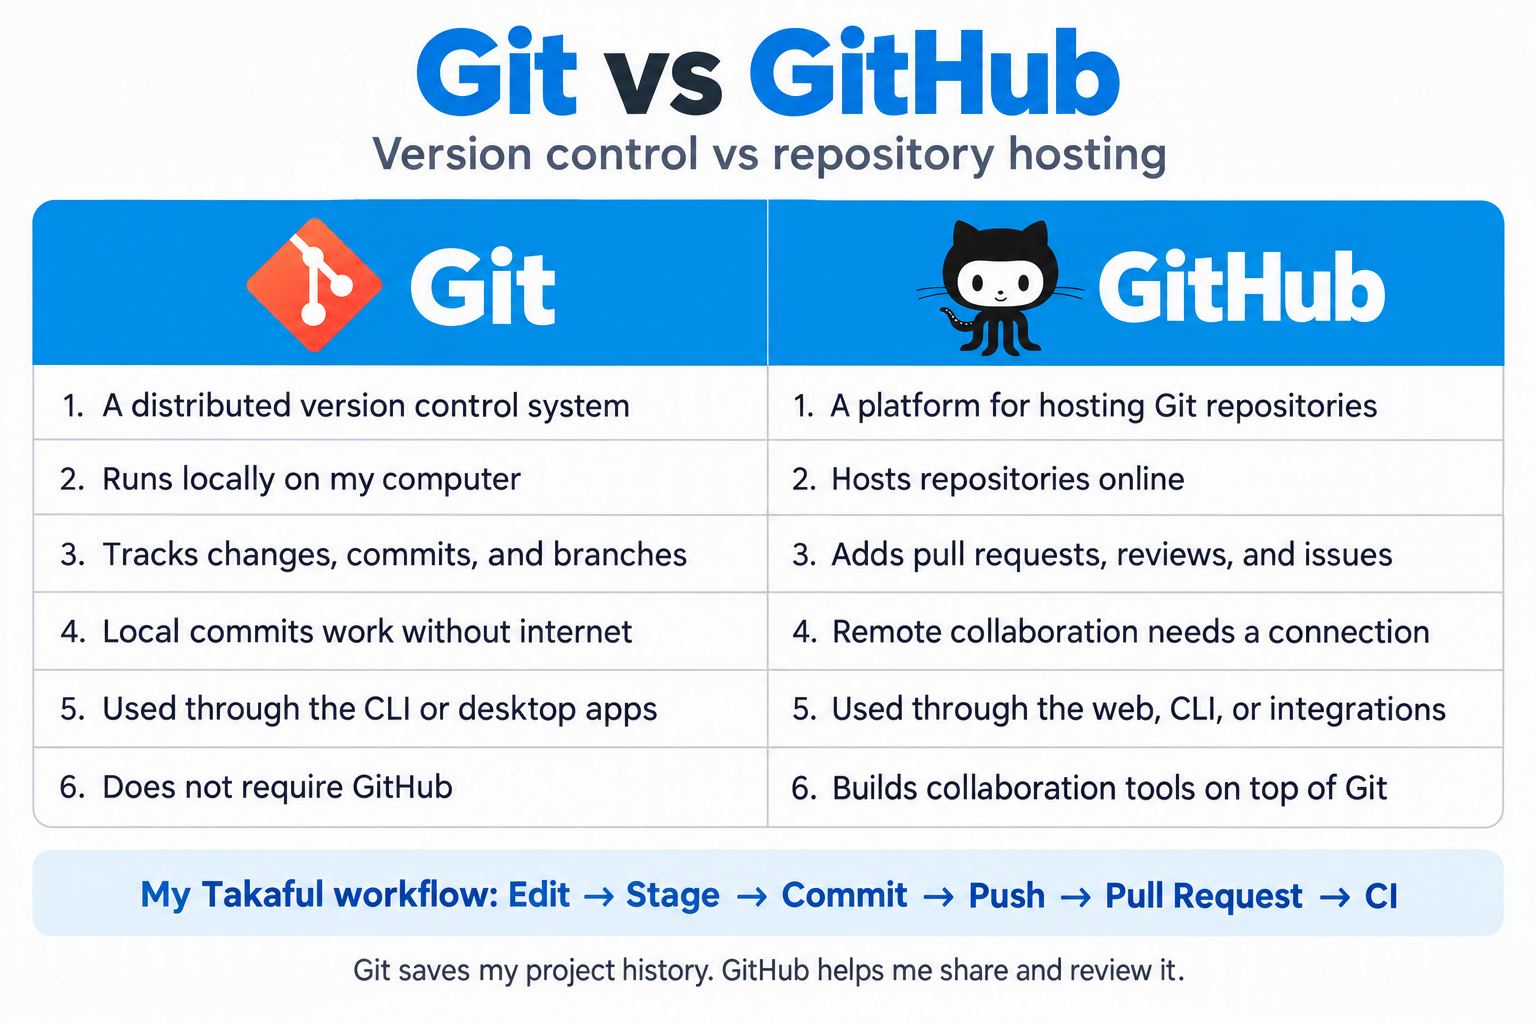 Git vs GitHub
Version control vs repository hosting
Git
GitHub
1. A distributed version control system
1. A platform for hosting Git repositories
2. Runs locally on my computer
2. Hosts repositories online
3. Tracks changes, commits, and branches
3. Adds pull requests, reviews, and issues
4. Local commits work without internet
4. Remote collaboration needs a connection
5. Used through the CLI or desktop apps
5. Used through the web, CLI, or integrations
6. Does not require GitHub
6. Builds collaboration tools on top of Git
My Takaful workflow: Edit → Stage → Commit → Push → Pull Request → CI
Git saves my project history. GitHub helps me share and review it.